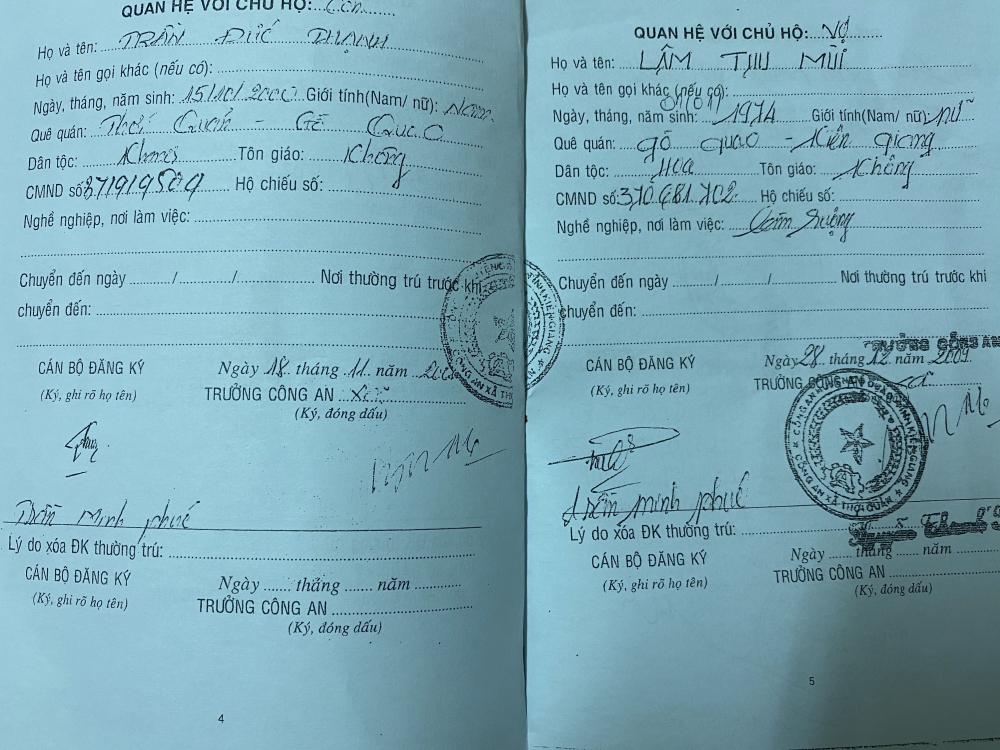 QUAN HỆ VỚI CHỦ HỘ: Con
Họ và tên: TRẦN ĐỨC THẠNH
Họ và tên gọi khác (nếu có):
Ngày, tháng, năm sinh: 15/10/2000 Giới tính(Nam/ nữ): Nam
Quê quán: Thới Quản - Gò Quao
Dân tộc: Khmer Tôn giáo: Không
CMND số: 371919509 Hộ chiếu số:
Nghề nghiệp, nơi làm việc:
Chuyển đến ngày ........../........../.......... Nơi thường trú trước khi
chuyển đến:
CÁN BỘ ĐĂNG KÝ Ngày 18 tháng 11 năm
(Ký, ghi rõ họ tên) TRƯỞNG CÔNG AN Xã
(Ký, đóng dấu)
Trần Minh Phúc
Lý do xóa ĐK thường trú:
CÁN BỘ ĐĂNG KÝ Ngày ....... tháng ....... năm
(Ký, ghi rõ họ tên) TRƯỞNG CÔNG AN
(Ký, đóng dấu)
4
QUAN HỆ VỚI CHỦ HỘ: Vợ
Họ và tên: LÂM THU MÙI
Họ và tên gọi khác (nếu có):
Ngày, tháng, năm sinh: 01/01/1974 Giới tính(Nam/ nữ) nữ
Quê quán: gò quao - Kiên giang
Dân tộc: Hoa Tôn giáo: Không
CMND số: 370681702 Hộ chiếu số:
Nghề nghiệp, nơi làm việc: Làm ruộng
Chuyển đến ngày ........../........../.......... Nơi thường trú trước khi
chuyển đến:
TRƯỞNG CÔNG AN
CÁN BỘ ĐĂNG KÝ Ngày 28 tháng 12 năm 2009
(Ký, ghi rõ họ tên) TRƯỞNG CÔNG AN xã
CÔNG AN XÃ THỚI QUẢN
Trần Minh Phúc
Lý do xóa ĐK thường trú:
CÁN BỘ ĐĂNG KÝ Ngày ....... tháng ....... năm
(Ký, ghi rõ họ tên) TRƯỞNG CÔNG AN
(Ký, đóng dấu)
5